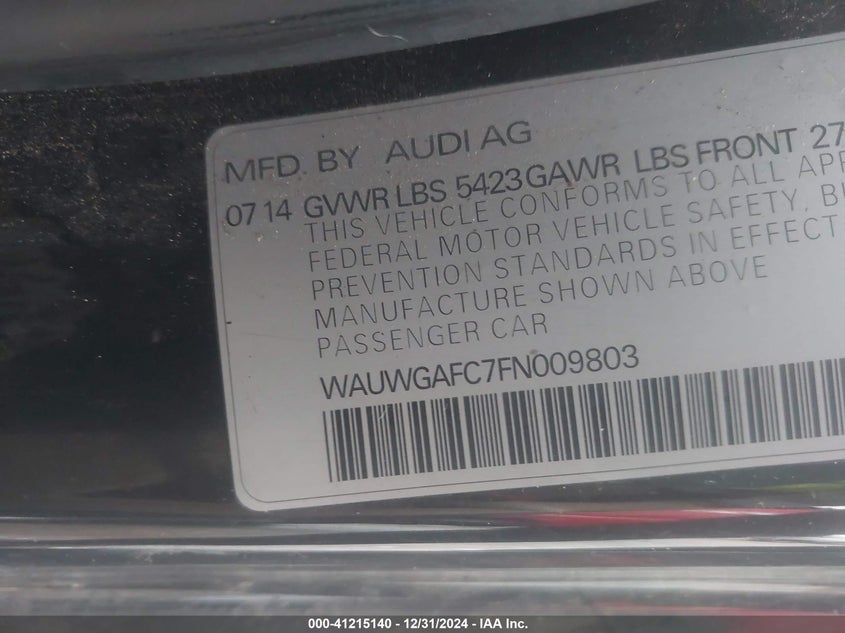 MFD. BY AUDI AG
07 14 GVWR LBS 5423 GAWR LBS FRONT 27
THIS VEHICLE CONFORMS TO ALL APP
FEDERAL MOTOR VEHICLE SAFETY, B
PREVENTION STANDARDS IN EFFECT
MANUFACTURE SHOWN ABOVE
PASSENGER CAR
WAUWGAFC7FN009803
000-41215140 - 12/31/2024 - IAA Inc.